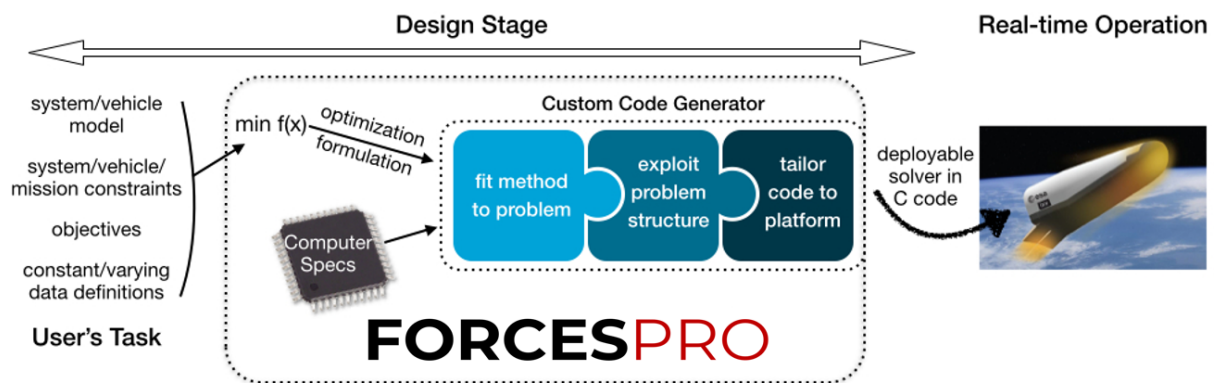 Design Stage
Real-time Operation
system/vehicle
model
system/vehicle/
mission constraints
objectives
constant/varying
data definitions
User's Task
min f(x)
optimization
formulation
Computer
Specs
Custom Code Generator
fit method
to problem
exploit
problem
structure
tailor
code to
platform
FORCESPRO
deployable
solver in
C code
esa